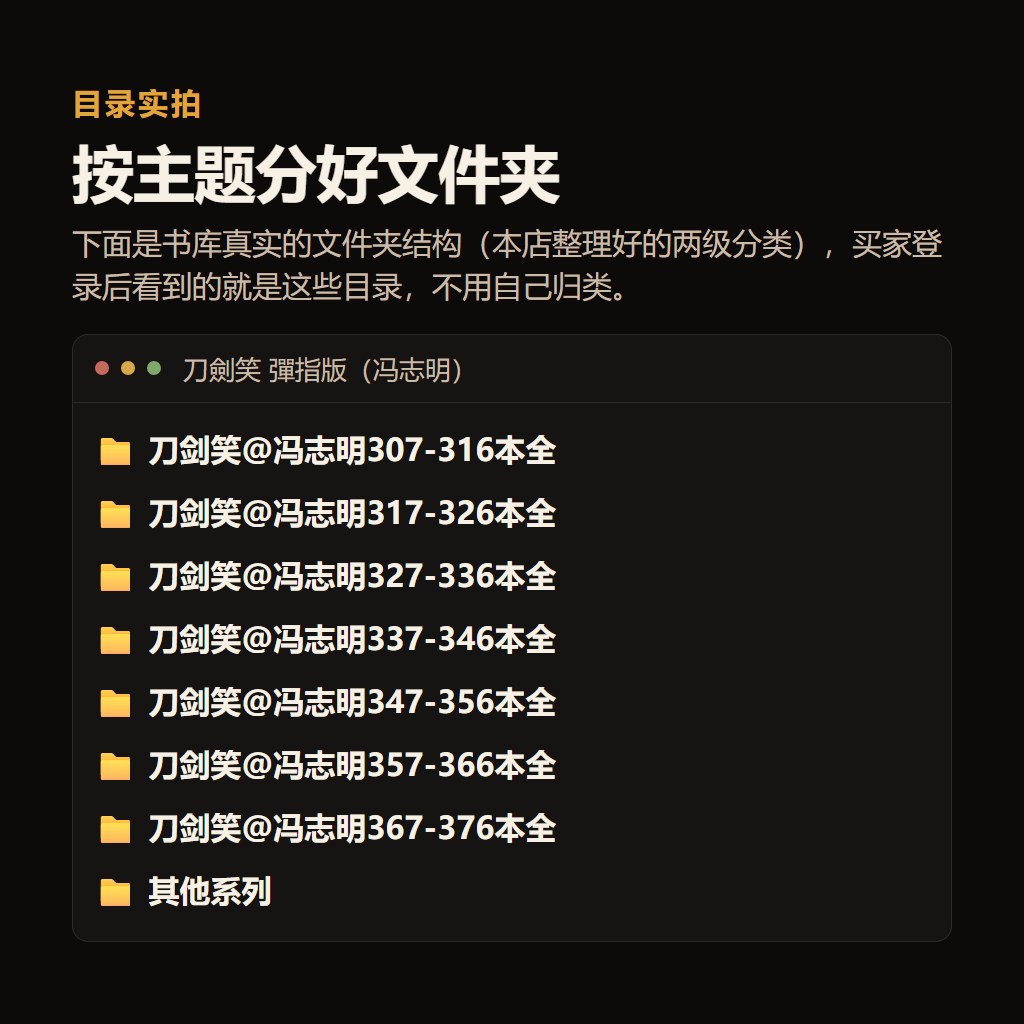 目录实拍
按主题分好文件夹
下面是书库真实的文件夹结构（本店整理好的两级分类），买家登
录后看到的就是这些目录，不用自己归类。
刀劍笑 彈指版（冯志明）
刀剑笑@冯志明307-316本全
刀剑笑@冯志明317-326本全
刀剑笑@冯志明327-336本全
刀剑笑@冯志明337-346本全
刀剑笑@冯志明347-356本全
刀剑笑@冯志明357-366本全
刀剑笑@冯志明367-376本全
其他系列